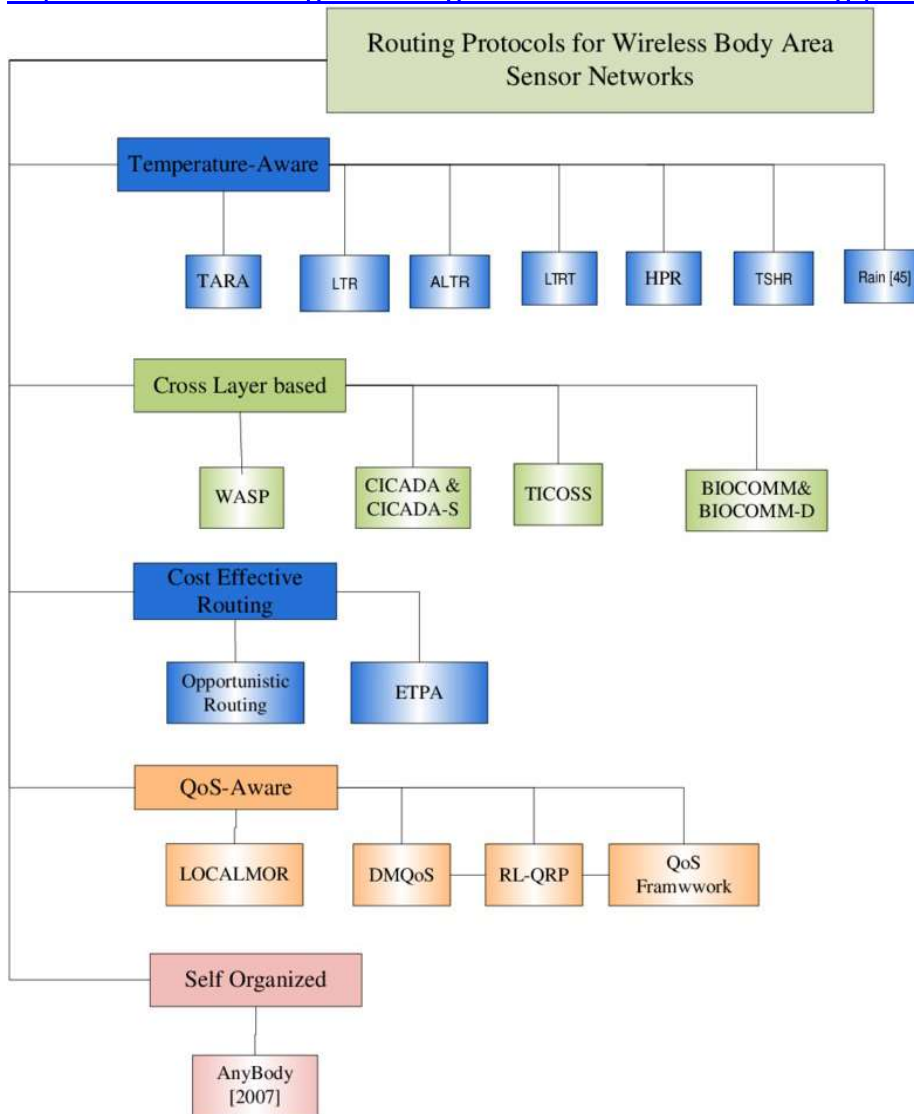 Routing Protocols for Wireless Body Area
Sensor Networks
Temperature-Aware
TARA
LTR
ALTR
LTRT
HPR
TSHR
Rain [45]
Cross Layer based
WASP
CICADA &
CICADA-S
TICOSS
BIOCOMM&
BIOCOMM-D
Cost Effective
Routing
Opportunistic
Routing
ETPA
QoS-Aware
LOCALMOR
DMQoS
RL-QRP
QoS
Framwwork
Self Organized
AnyBody
[2007]